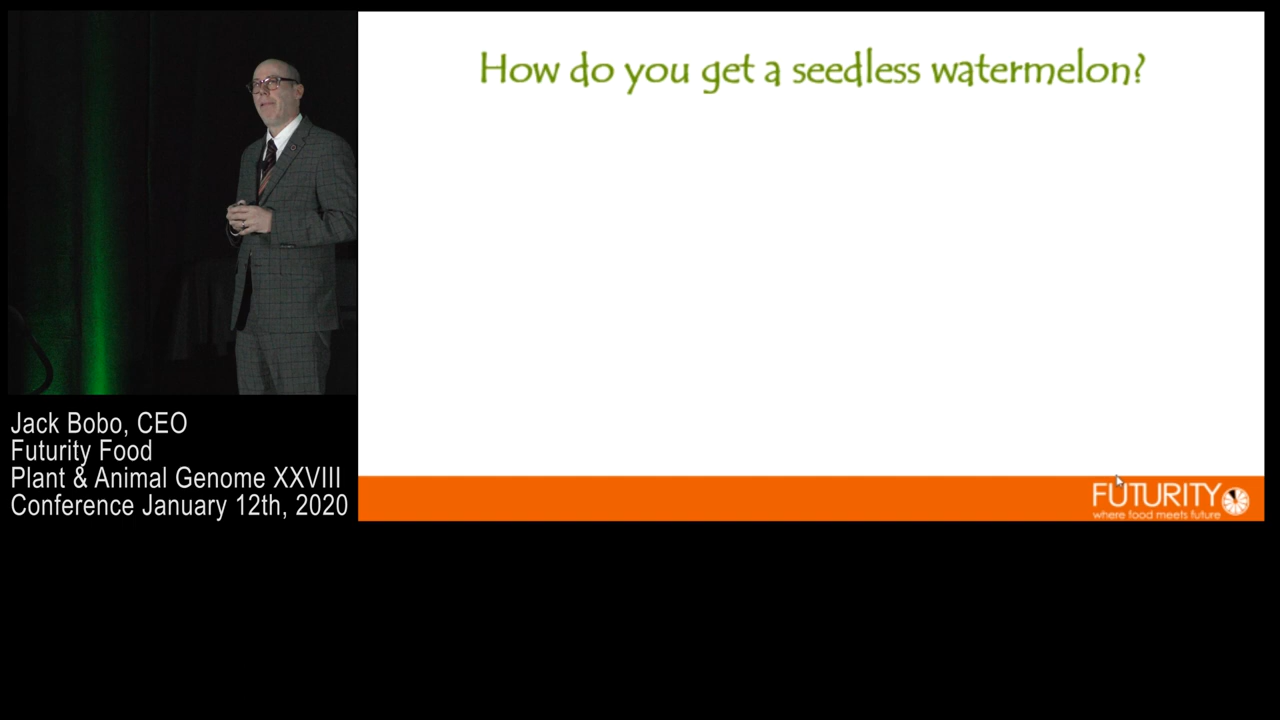 How do you get a seedless watermelon?
Jack Bobo, CEO
Futurity Food
Plant & Animal Genome XXVIII
Conference January 12th, 2020
FUTURITY
where food meets future